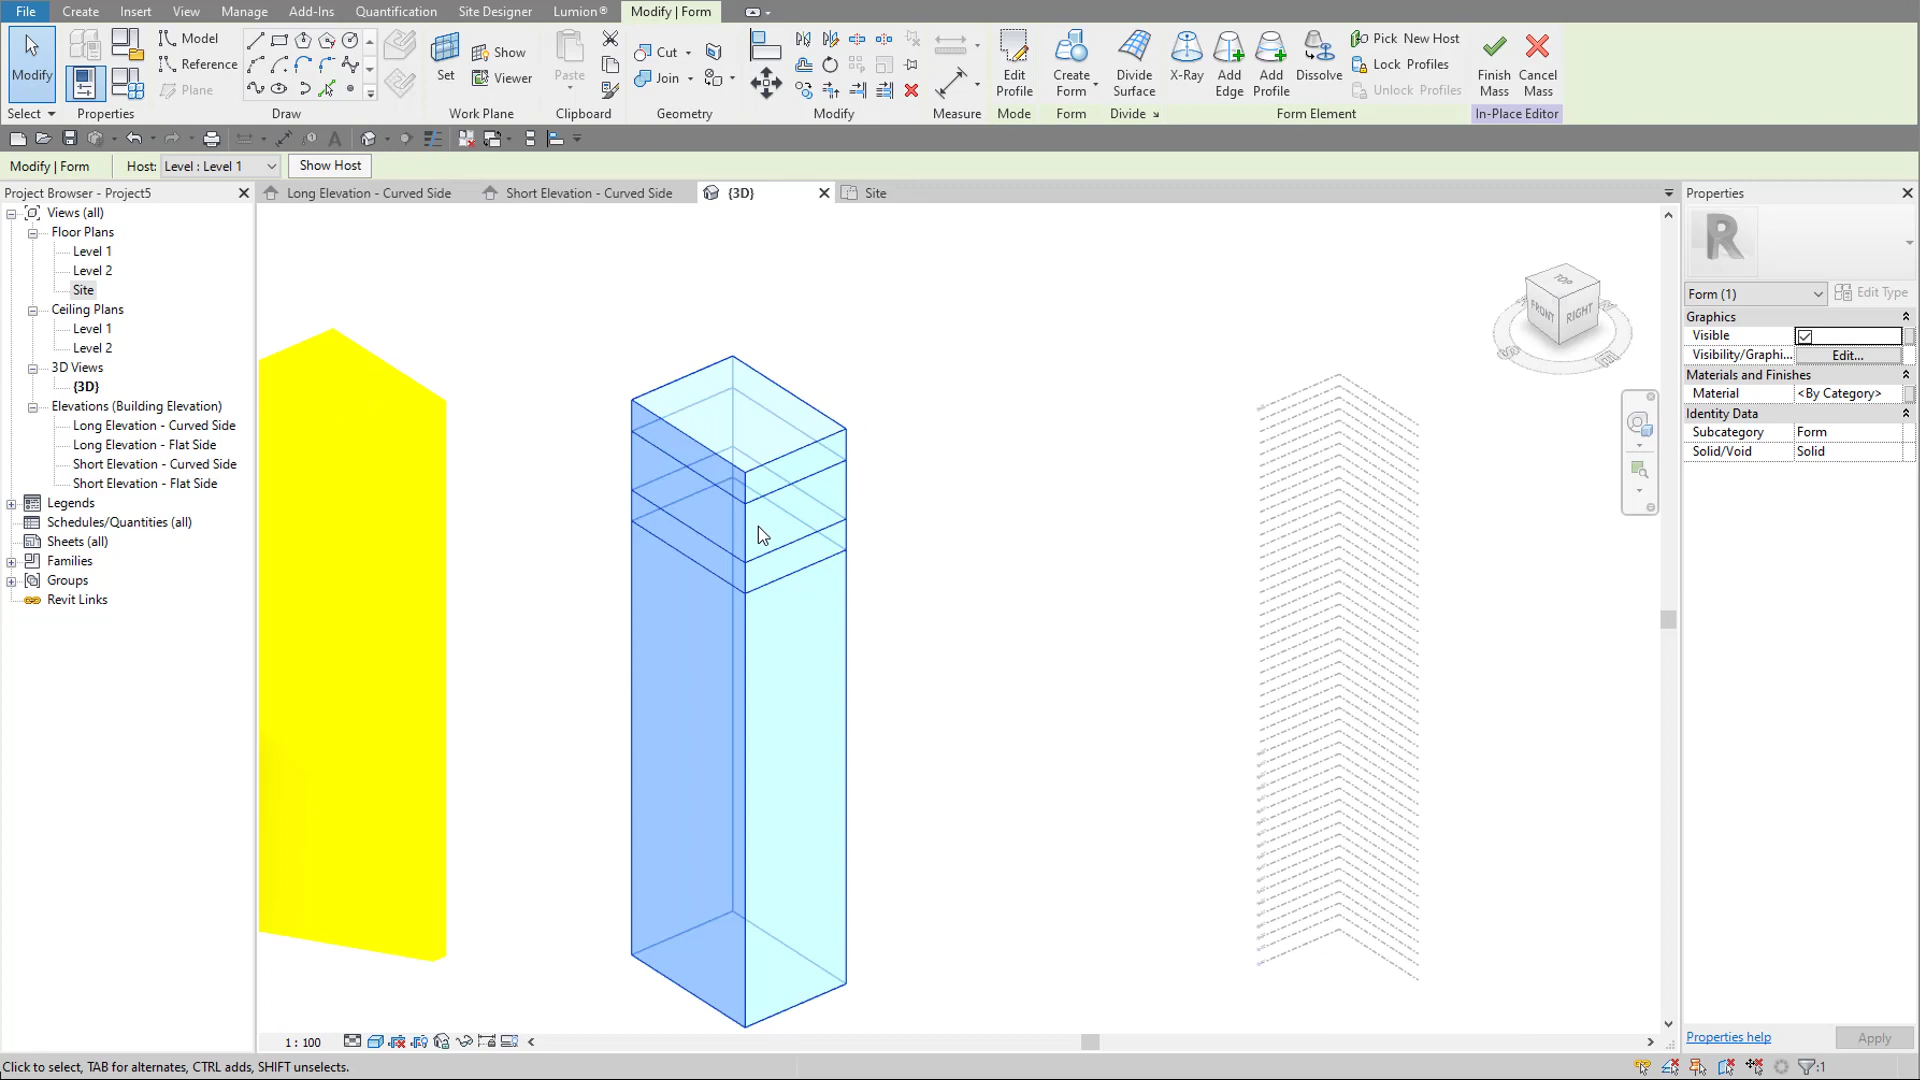 File Create Insert View Manage Add-Ins Quantification Site Designer Lumion® Modify | Form
Modify
Select
Properties
Model
Reference
Plane
Draw
Set
Show
Viewer
Work Plane
Paste
Clipboard
Cut
Join
Geometry
Modify
Measure
Edit
Profile
Mode
Create
Form
Form
Divide
Surface
Divide
X-Ray
Add
Edge
Add
Profile
Dissolve
Pick New Host
Lock Profiles
Unlock Profiles
Form Element
Finish
Mass
Cancel
Mass
In-Place Editor
Modify | Form Host: Level : Level 1 Show Host
Project Browser - Project5
Views (all)
Floor Plans
Level 1
Level 2
Site
Ceiling Plans
Level 1
Level 2
3D Views
{3D}
Elevations (Building Elevation)
Long Elevation - Curved Side
Long Elevation - Flat Side
Short Elevation - Curved Side
Short Elevation - Flat Side
Legends
Schedules/Quantities (all)
Sheets (all)
Families
Groups
Revit Links
Long Elevation - Curved Side Short Elevation - Curved Side {3D} Site
TOP
FRONT
RIGHT
Properties
R
Form (1) Edit Type
Graphics
Visible
Visibility/Graphi... Edit...
Materials and Finishes
Material <By Category>
Identity Data
Subcategory Form
Solid/Void Solid
Properties help Apply
1 : 100
Click to select, TAB for alternates, CTRL adds, SHIFT unselects.
:1